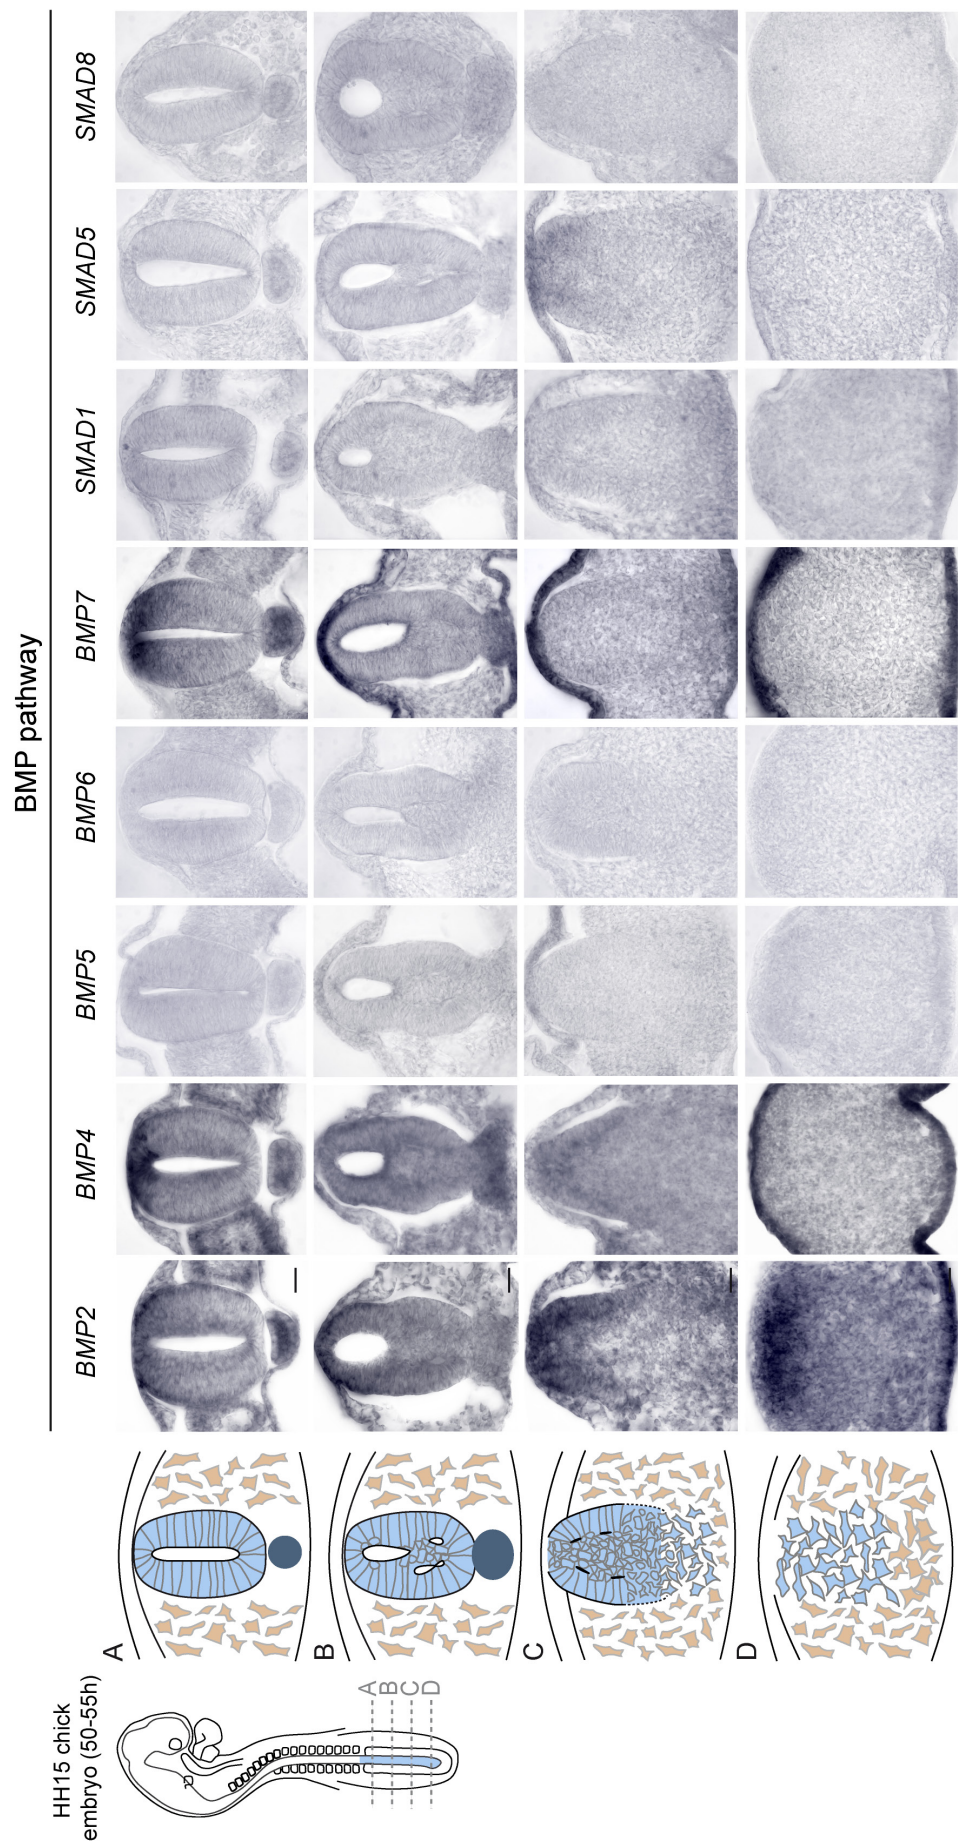 BMP pathway
HH15 chick
embryo (50-55h)
BMP2
BMP4
BMP5
BMP6
BMP7
SMAD1
SMAD5
SMAD8
A
B
C
D
A
B
C
D